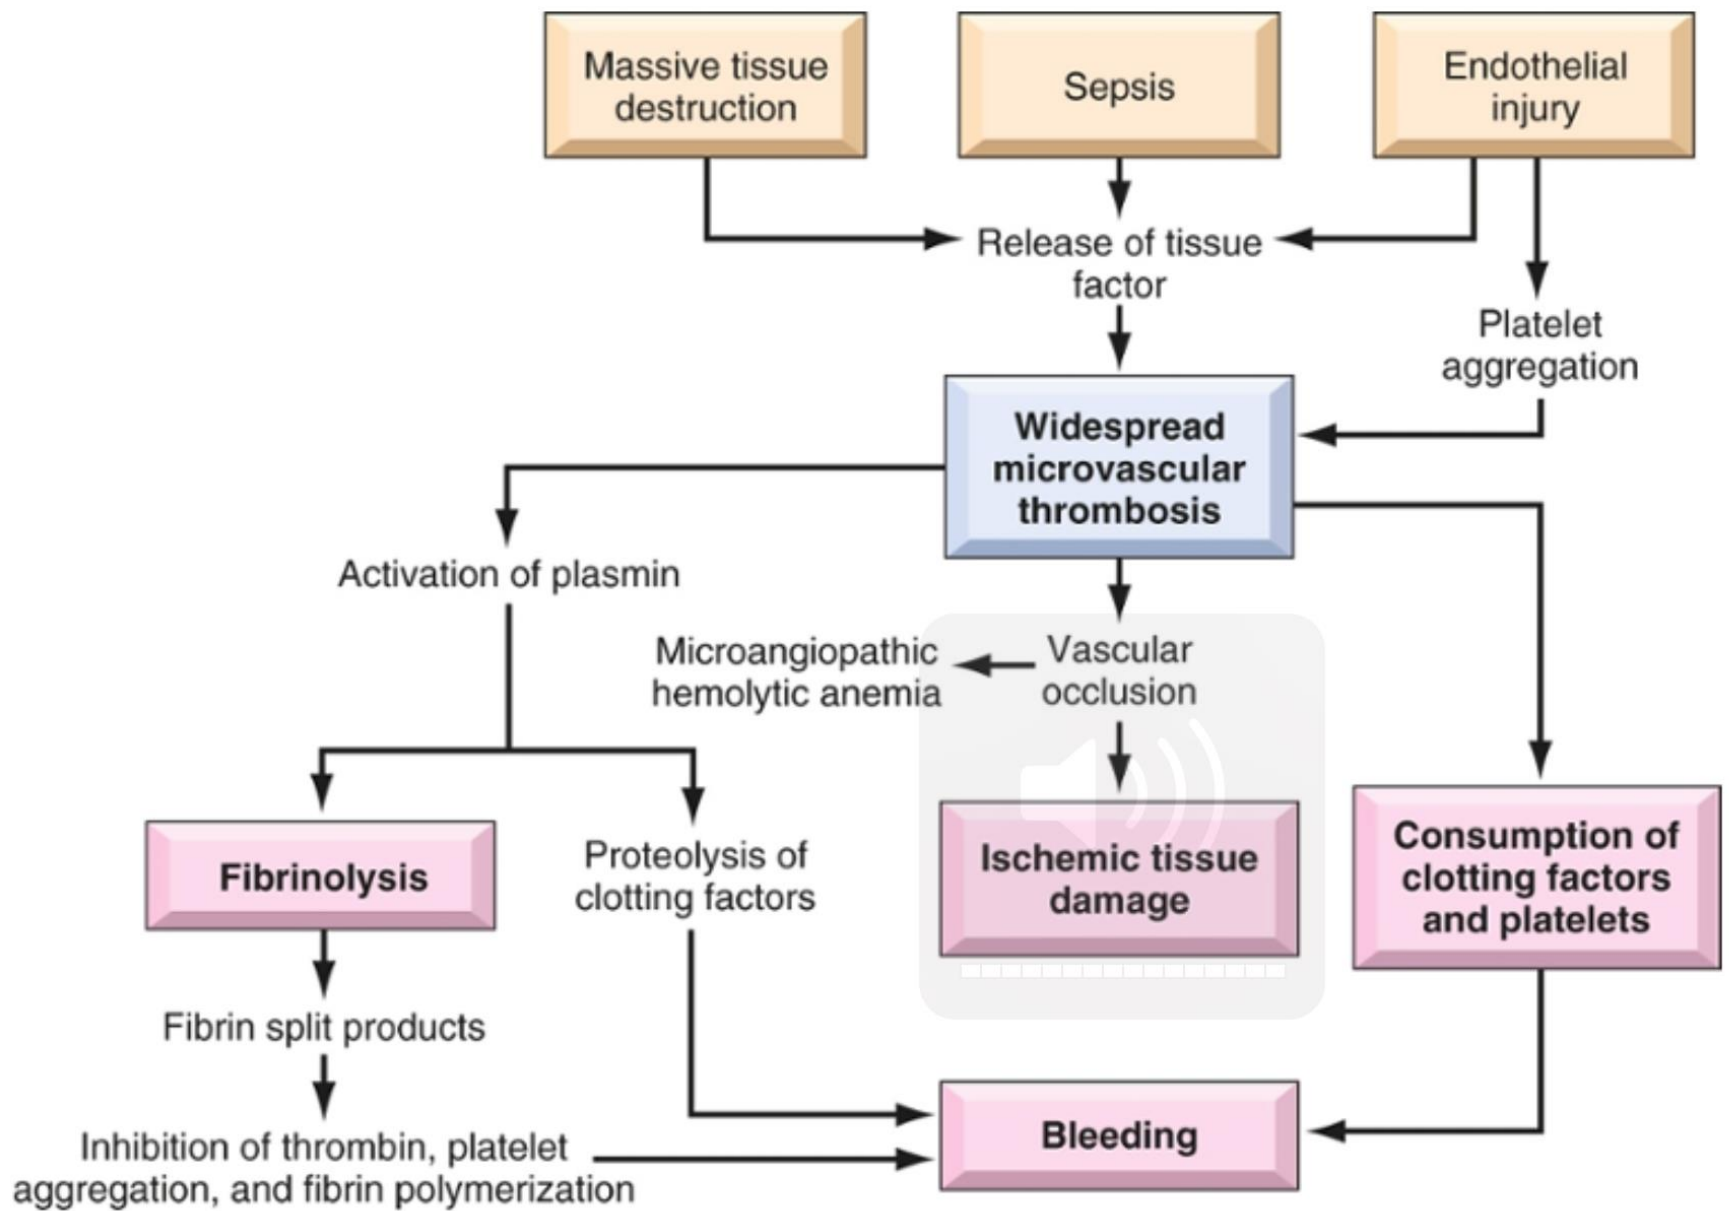 Massive tissue
destruction
Sepsis
Endothelial
injury
Release of tissue
factor
Platelet
aggregation
Widespread
microvascular
thrombosis
Activation of plasmin
Microangiopathic
hemolytic anemia
Vascular
occlusion
Fibrinolysis
Proteolysis of
clotting factors
Ischemic tissue
damage
Consumption of
clotting factors
and platelets
Fibrin split products
Bleeding
Inhibition of thrombin, platelet
aggregation, and fibrin polymerization